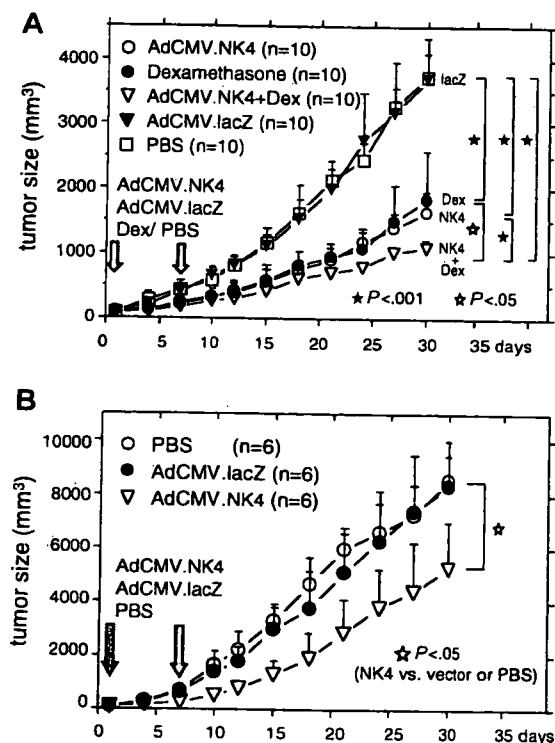 A
AdCMV.NK4 (n=10)
Dexamethasone (n=10)
AdCMV.NK4+Dex (n=10)
AdCMV.lacZ (n=10)
PBS (n=10)
AdCMV.NK4
AdCMV.lacZ
Dex/ PBS
tumor size (mm³)
4000
3000
2000
1000
0
lacZ
Dex
NK4
NK4
+
Dex
★ P<.001 ☆ P<.05
0 5 10 15 20 25 30 35 days
B
PBS (n=6)
AdCMV.lacZ (n=6)
AdCMV.NK4 (n=6)
AdCMV.NK4
AdCMV.lacZ
PBS
tumor size (mm³)
10000
8000
6000
4000
2000
0
☆ P<.05
(NK4 vs. vector or PBS)
0 5 10 15 20 25 30 35 days